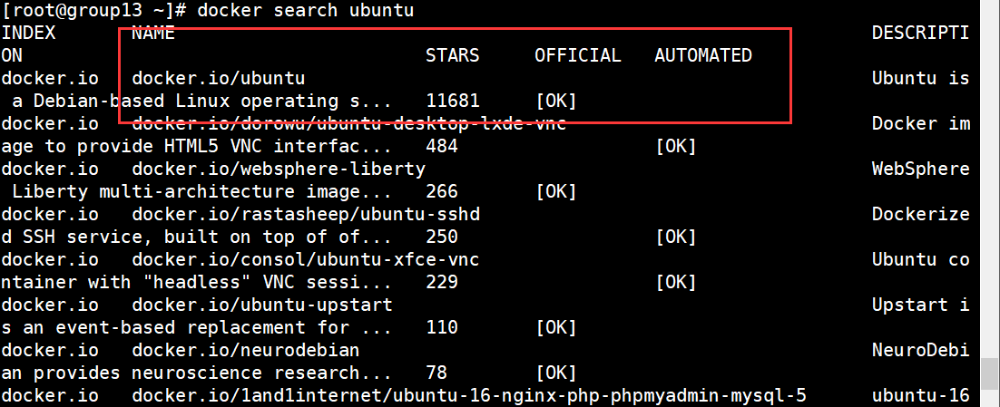 [root@group13 ~]# docker search ubuntu
INDEX NAME DESCRIPTI
ON STARS OFFICIAL AUTOMATED
docker.io docker.io/ubuntu Ubuntu is
a Debian-based Linux operating s... 11681 [OK]
docker.io docker.io/dorowu/ubuntu-desktop-lxde-vnc Docker im
age to provide HTML5 VNC interfac... 484 [OK]
docker.io docker.io/websphere-liberty WebSphere
Liberty multi-architecture image... 266 [OK]
docker.io docker.io/rastasheep/ubuntu-sshd Dockerize
d SSH service, built on top of of... 250 [OK]
docker.io docker.io/consol/ubuntu-xfce-vnc Ubuntu co
ntainer with "headless" VNC sessi... 229 [OK]
docker.io docker.io/ubuntu-upstart Upstart i
s an event-based replacement for ... 110 [OK]
docker.io docker.io/neurodebian NeuroDebi
an provides neuroscience research... 78 [OK]
docker.io docker.io/1and1internet/ubuntu-16-nginx-php-phpmyadmin-mysql-5 ubuntu-16